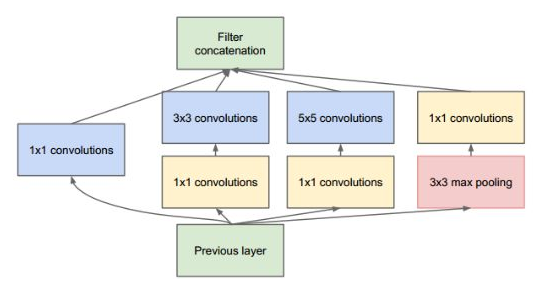 Filter
concatenation
3x3 convolutions
5x5 convolutions
1x1 convolutions
1x1 convolutions
1x1 convolutions
1x1 convolutions
3x3 max pooling
Previous layer